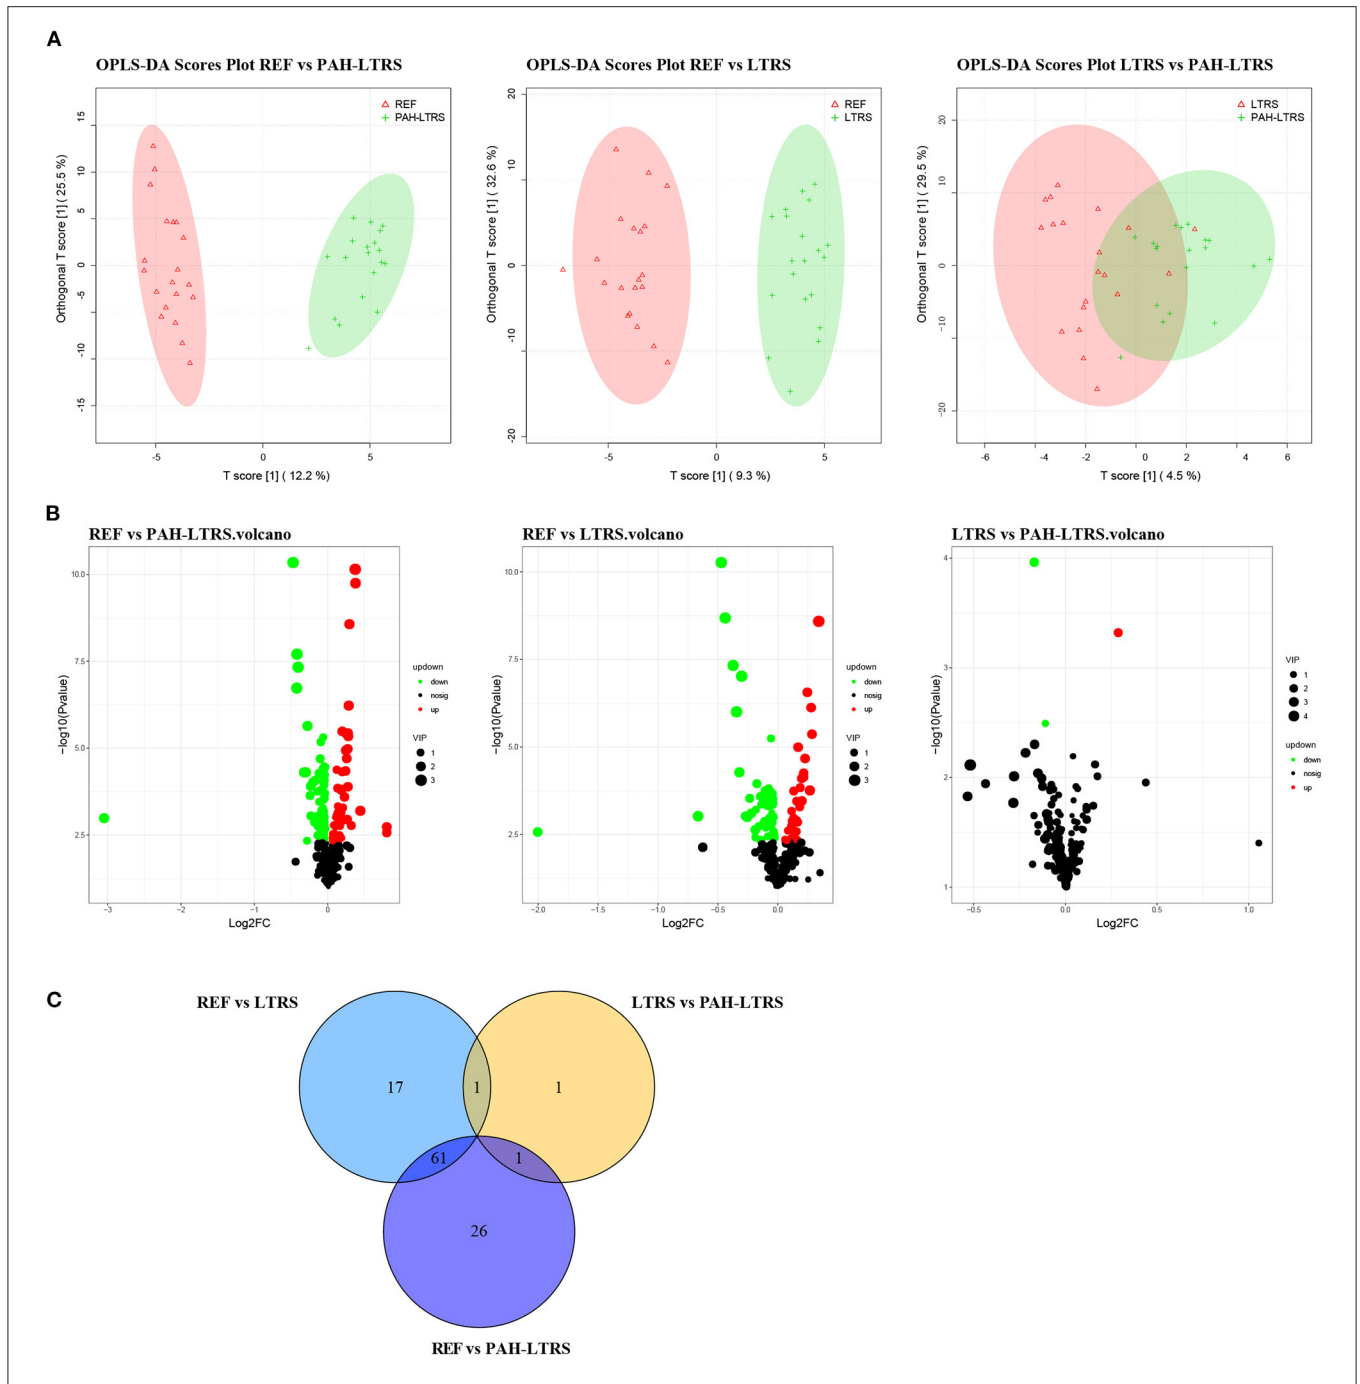 A
OPLS-DA Scores Plot REF vs PAH-LTRS
OPLS-DA Scores Plot REF vs LTRS
OPLS-DA Scores Plot LTRS vs PAH-LTRS
REF
PAH-LTRS
Orthogonal T score [1] ( 25.5 %)
15
10
5
0
-5
-10
-15
-5
0
5
T score [1] ( 12.2 %)
REF
LTRS
Orthogonal T score [1] ( 32.6 %)
20
10
0
-10
-20
-5
0
5
T score [1] ( 9.3 %)
LTRS
PAH-LTRS
Orthogonal T score [1] ( 29.5 %)
20
10
0
-10
-20
-6
-4
-2
0
2
4
6
T score [1] ( 4.5 %)
B
REF vs PAH-LTRS.volcano
REF vs LTRS.volcano
LTRS vs PAH-LTRS.volcano
−log10(Pvalue)
10.0
7.5
5.0
2.5
−3
−2
−1
0
Log2FC
updown
down
nosig
up
VIP
1
2
3
−log10(Pvalue)
10.0
7.5
5.0
2.5
−2.0
−1.5
−1.0
−0.5
0.0
Log2FC
updown
down
nosig
up
VIP
1
2
3
−log10(Pvalue)
4
3
2
1
−0.5
0.0
0.5
1.0
Log2FC
VIP
1
2
3
4
updown
down
nosig
up
C
REF vs LTRS
LTRS vs PAH-LTRS
17
1
1
61
1
26
REF vs PAH-LTRS